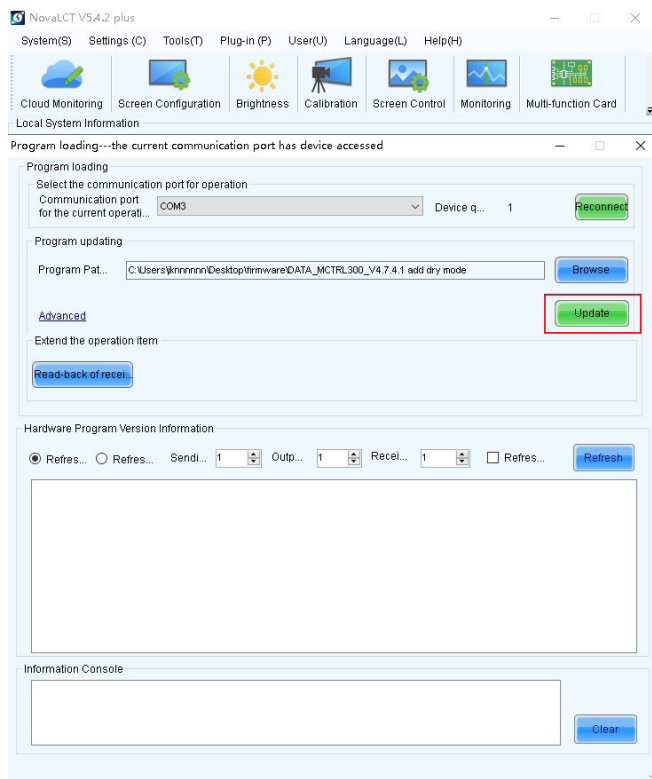 NovaLCT V5.4.2 plus
System(S) Settings (C) Tools(T) Plug-in (P) User(U) Language(L) Help(H)
Cloud Monitoring Screen Configuration Brightness Calibration Screen Control Monitoring Multi-function Card
Local System Information
Program loading---the current communication port has device accessed
Program loading
Select the communication port for operation
Communication port
for the current operati...
COM3
Device q... 1
Reconnect
Program updating
Program Pat... C:\Users\jknnnnnn\Desktop\firmware\DATA_MCTRL300_V4.7.4.1 add dry mode Browse
Advanced
Update
Extend the operation item
Read-back of recei...
Hardware Program Version Information
Refres... Refres... Sendi... 1 Outp... 1 Recei... 1 Refres... Refresh
Information Console
Clear